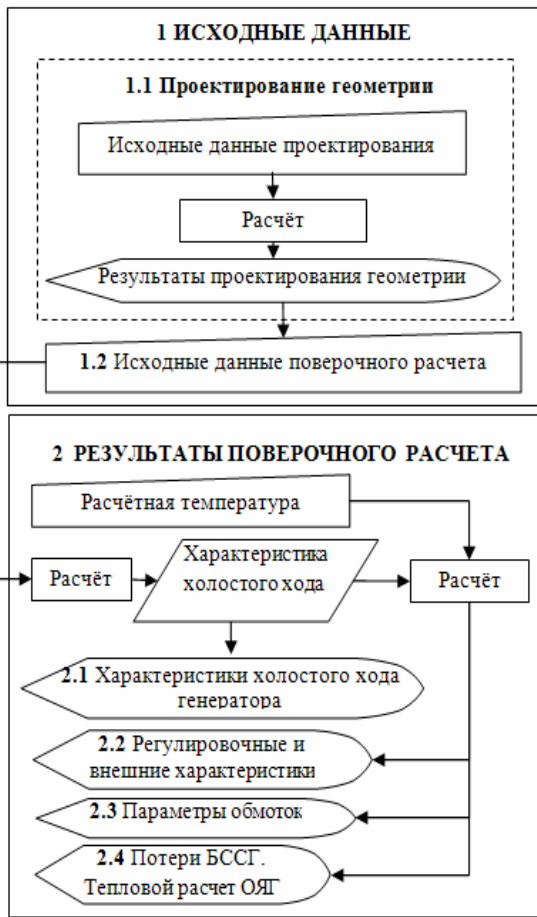 1 ИСХОДНЫЕ ДАННЫЕ
1.1 Проектирование геометрии
Исходные данные проектирования
Расчёт
Результаты проектирования геометрии
1.2 Исходные данные поверочного расчета
2 РЕЗУЛЬТАТЫ ПОВЕРОЧНОГО РАСЧЕТА
Расчётная температура
Расчёт
Характеристика
холостого хода
Расчёт
2.1 Характеристики холостого хода
генератора
2.2 Регулировочные и
внешние характеристики
2.3 Параметры обмоток
2.4 Потери БССГ.
Тепловой расчет ОЯГ